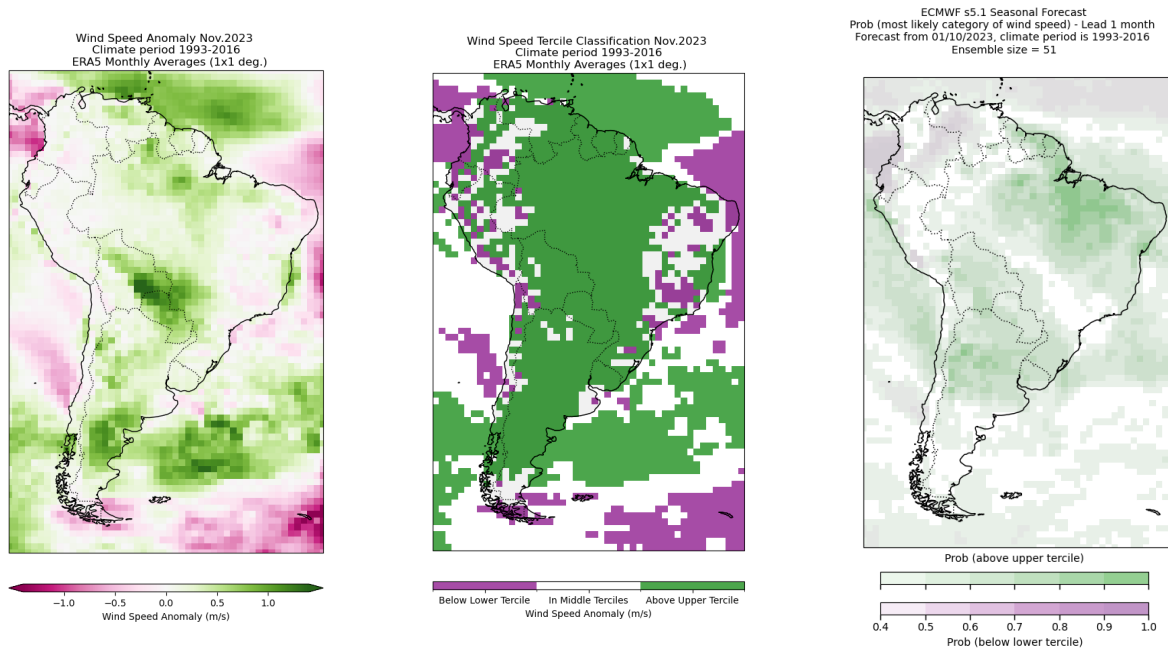 Wind Speed Anomaly Nov.2023
Climate period 1993-2016
ERA5 Monthly Averages (1x1 deg.)
−1.0 −0.5 0.0 0.5 1.0
Wind Speed Anomaly (m/s)
Wind Speed Tercile Classification Nov.2023
Climate period 1993-2016
ERA5 Monthly Averages (1x1 deg.)
Below Lower Tercile In Middle Terciles Above Upper Tercile
Wind Speed Anomaly (m/s)
ECMWF s5.1 Seasonal Forecast
Prob (most likely category of wind speed) - Lead 1 month
Forecast from 01/10/2023, climate period is 1993-2016
Ensemble size = 51
Prob (above upper tercile)
0.4 0.5 0.6 0.7 0.8 0.9 1.0
Prob (below lower tercile)